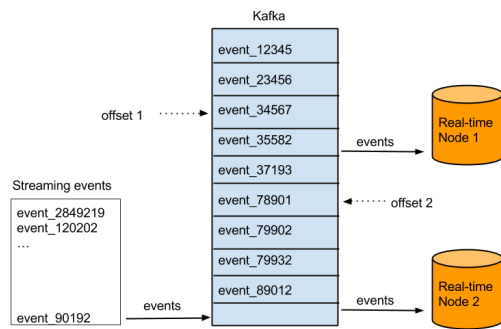 Kafka
event_12345
event_23456
offset 1
event_34567
event_35582
events
Real-time
Node 1
event_37193
Streaming events
event_78901
offset 2
event_2849219
event_120202
...
event_79902
event_79932
event_89012
event_90192
events
events
Real-time
Node 2